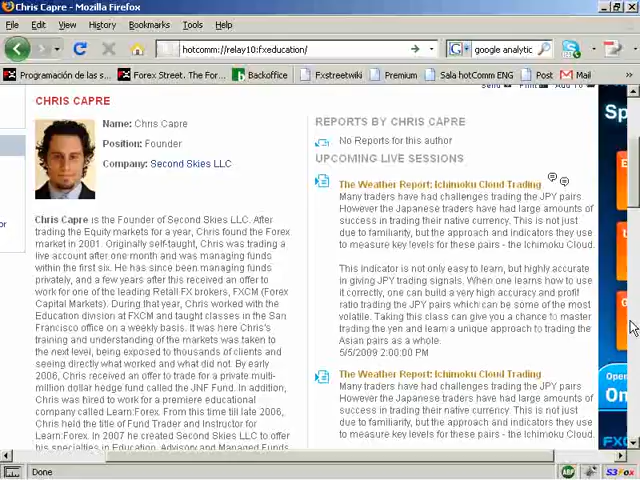 Chris Capre - Mozilla Firefox
File Edit View History Bookmarks Tools Help
hotcomm://relay10:fxeducation/
google analytic
Programación de las s... Forex Street. The For... Backoffice Fxstreetwiki Premium Sala hotComm ENG Post Mail
CHRIS CAPRE
Name: Chris Capre
Position: Founder
Company: Second Skies LLC
Chris Capre is the Founder of Second Skies LLC. After
trading the Equity markets for a year, Chris found the Forex
market in 2001. Originally self-taught, Chris was trading a
live account after one month and was managing funds
within the first six. He has since been managing funds
privately, and a few years after this received an offer to
work for one of the leading Retail FX brokers, FXCM (Forex
Capital Markets). During that year, Chris worked with the
Education division at FXCM and taught classes in the San
Francisco office on a weekly basis. It was here Chris's
training and understanding of the markets was taken to
the next level, being exposed to thousands of clients and
seeing directly what worked and what did not. By early
2006, Chris received an offer to trade for a private multi-
million dollar hedge fund called the JNF Fund. In addition,
Chris was hired to work for a premiere educational
company called Learn:Forex. From this time till late 2006,
Chris held the title of Fund Trader and Instructor for
Learn:Forex. In 2007 he created Second Skies LLC to offer
his specialties in Education, Advisory and Managed Funds
Send Print Add To
REPORTS BY CHRIS CAPRE
No Reports for this author
UPCOMING LIVE SESSIONS
The Weather Report: Ichimoku Cloud Trading
Many traders have had challenges trading the JPY pairs
However the Japanese traders have had large amounts of
success in trading their native currency. This is not just
due to familiarity, but the approach and indicators they use
to measure key levels for these pairs - the Ichimoku Cloud.
This indicator is not only easy to learn, but highly accurate
in giving JPY trading signals. When one learns how to use
it correctly, one can build a very high accuracy and profit
ratio trading the JPY pairs which can be some of the most
volatile. Taking this class can give you a chance to master
trading the yen and learn a unique approach to trading the
Asian pairs as a whole.
5/5/2009 2:00:00 PM
The Weather Report: Ichimoku Cloud Trading
Many traders have had challenges trading the JPY pairs
However the Japanese traders have had large amounts of
success in trading their native currency. This is not just
due to familiarity, but the approach and indicators they use
to measure key levels for these pairs - the Ichimoku Cloud.
Sp
Open
On
FXC
Done
ABP
S3Fox